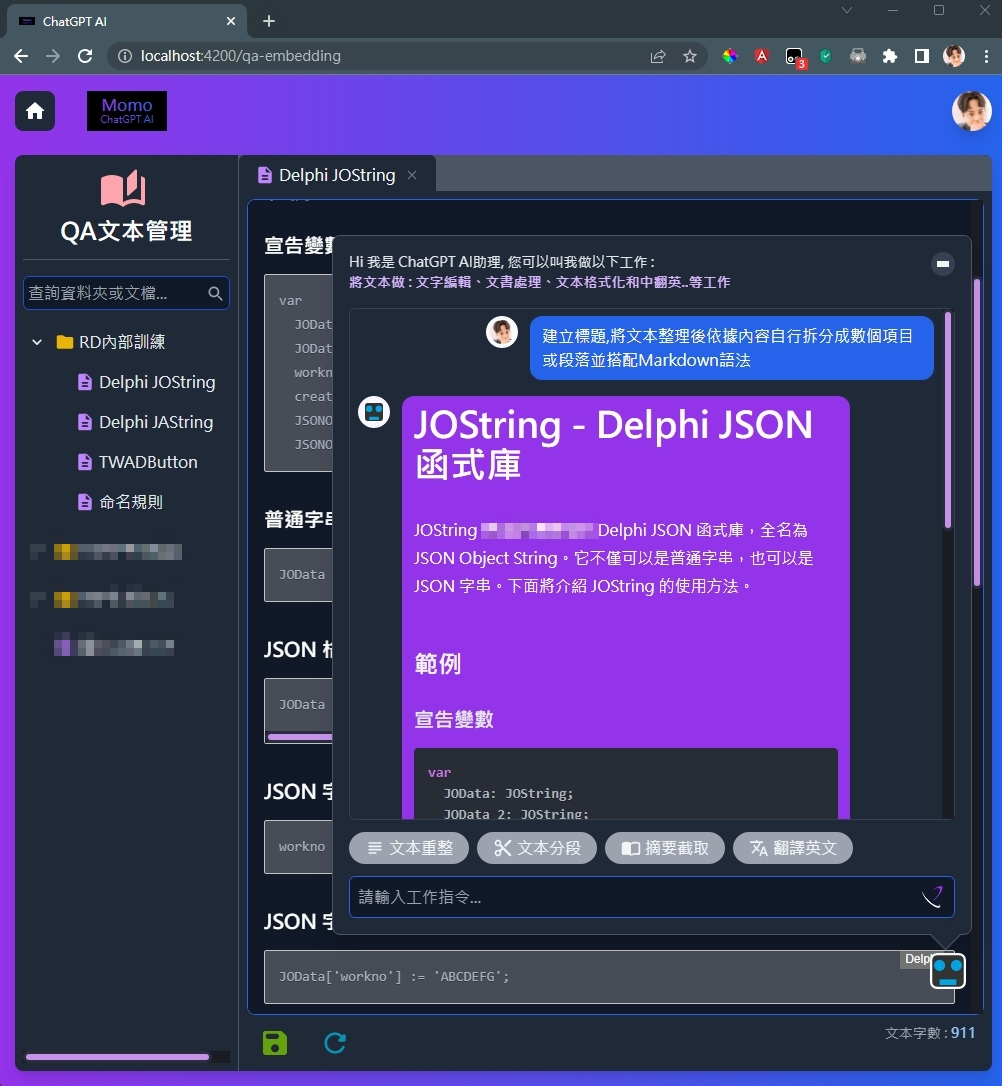 ChatGPT AI
localhost:4200/qa-embedding
3
Momo
ChatGPT AI
QA文本管理
查詢資料夾或文檔...
RD內部訓練
Delphi JOString
Delphi JAString
TWADButton
命名規則
Delphi JOString
宣告變數
var
JODat
JODat
workn
creat
JSONO
JSONO
普通字串
JOData
JSON 格
JOData
JSON 字
workno
JSON 字
JOData['workno'] := 'ABCDEFG';
Delp
Hi 我是 ChatGPT AI助理, 您可以叫我做以下工作 :
將文本做 : 文字編輯、文書處理、文本格式化和中翻英..等工作
建立標題,將文本整理後依據內容自行拆分成數個項目
或段落並搭配Markdown語法
JOString - Delphi JSON
函式庫
JOString Delphi JSON 函式庫，全名為
JSON Object String。它不僅可以是普通字串，也可以是
JSON 字串。下面將介紹 JOString 的使用方法。
範例
宣告變數
var
JOData: JOString;
JOData 2: JOString;
文本重整
文本分段
摘要截取
翻譯英文
請輸入工作指令...
文本字數 : 911